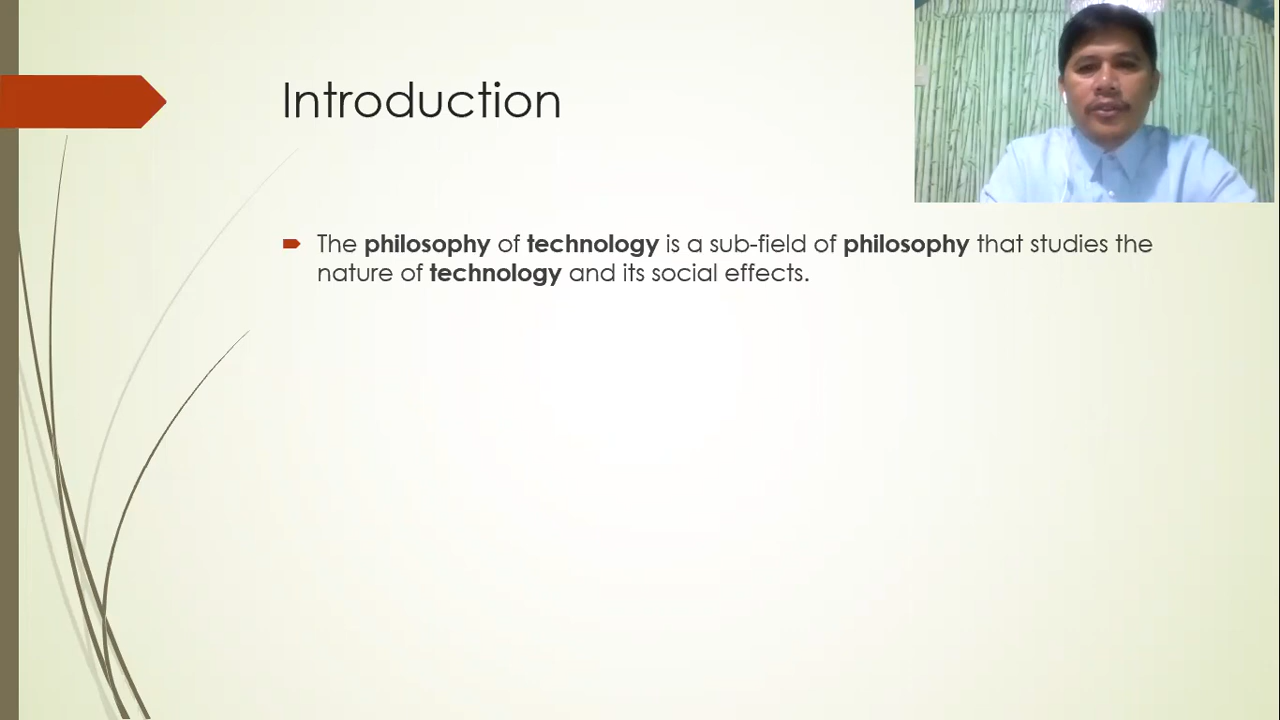 Introduction
The philosophy of technology is a sub-field of philosophy that studies the
nature of technology and its social effects.